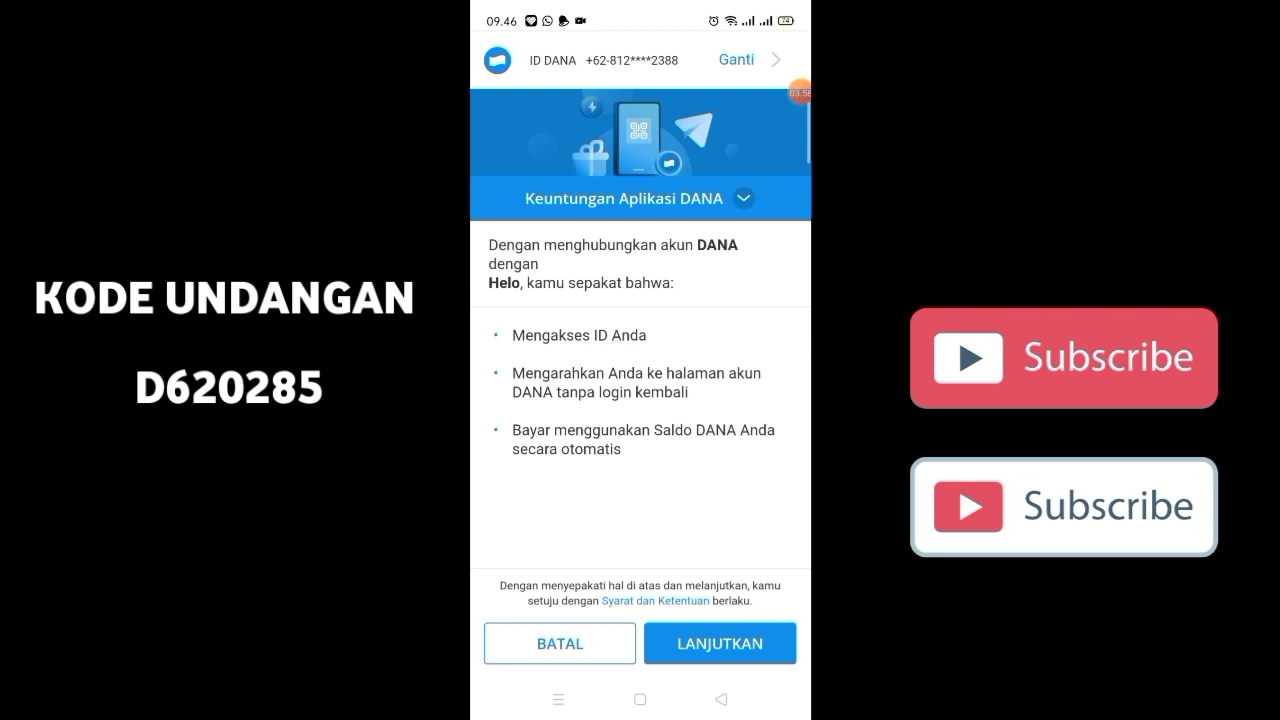 KODE UNDANGAN
D620285
09.46
74
ID DANA +62-812****2388 Ganti
03.58
Keuntungan Aplikasi DANA
Dengan menghubungkan akun DANA
dengan
Helo, kamu sepakat bahwa:
• Mengakses ID Anda
• Mengarahkan Anda ke halaman akun
DANA tanpa login kembali
• Bayar menggunakan Saldo DANA Anda
secara otomatis
Dengan menyepakati hal di atas dan melanjutkan, kamu
setuju dengan Syarat dan Ketentuan berlaku.
BATAL
LANJUTKAN
Subscribe
Subscribe